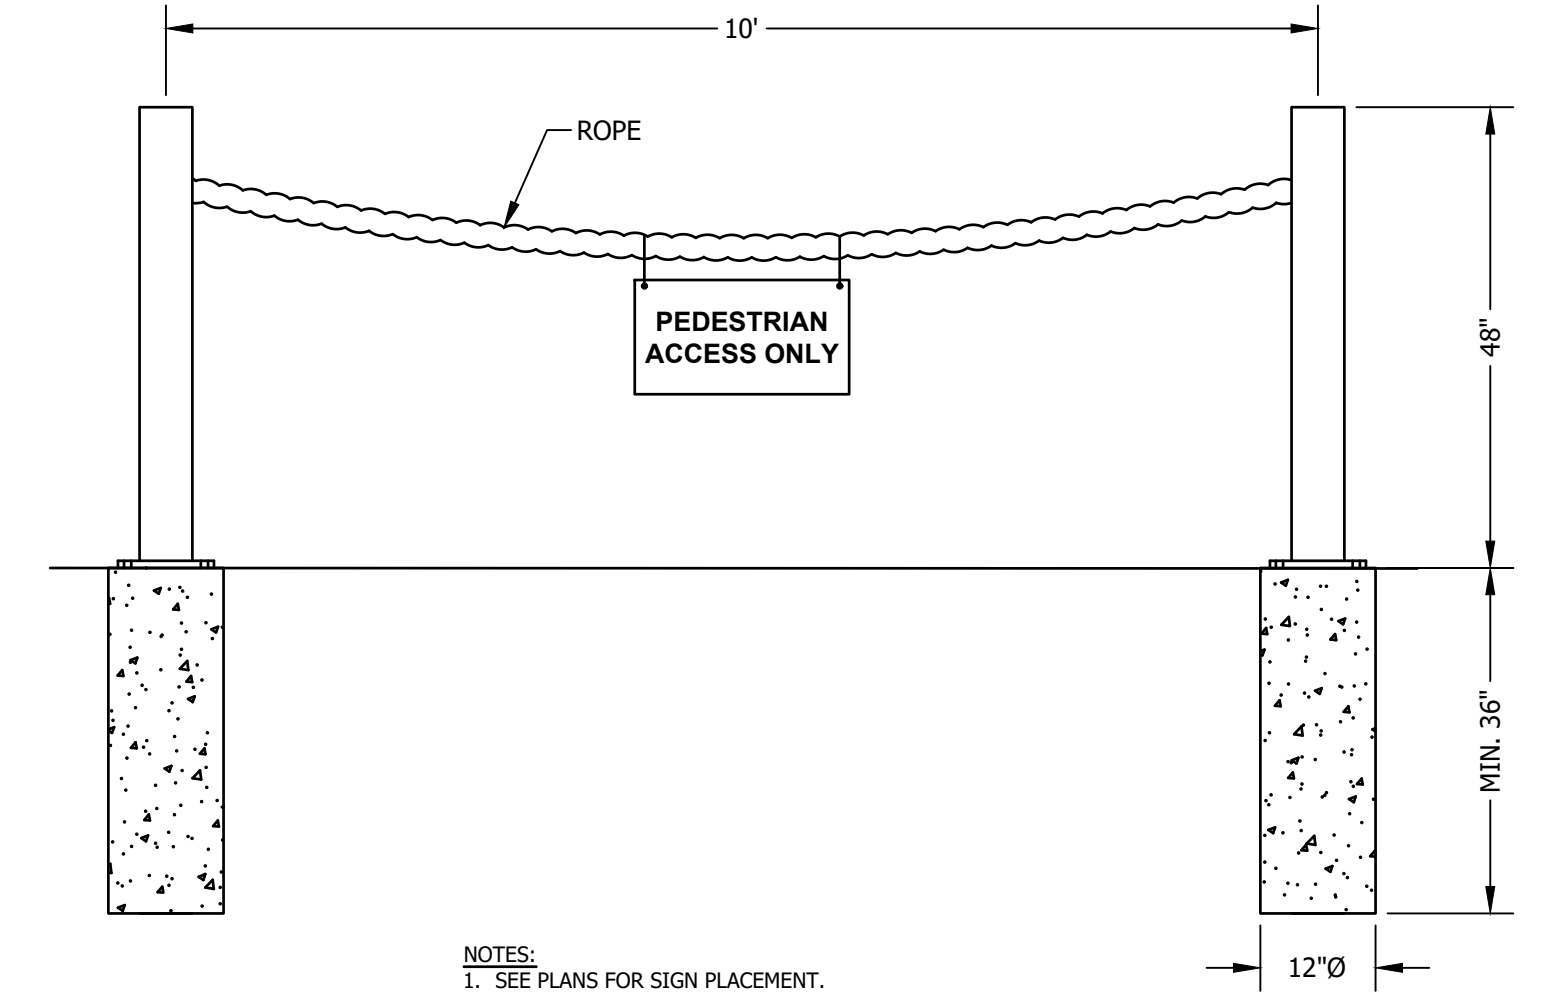 10'
ROPE
PEDESTRIAN
ACCESS ONLY
48"
MIN. 36"
12"Ø
NOTES:
1. SEE PLANS FOR SIGN PLACEMENT.